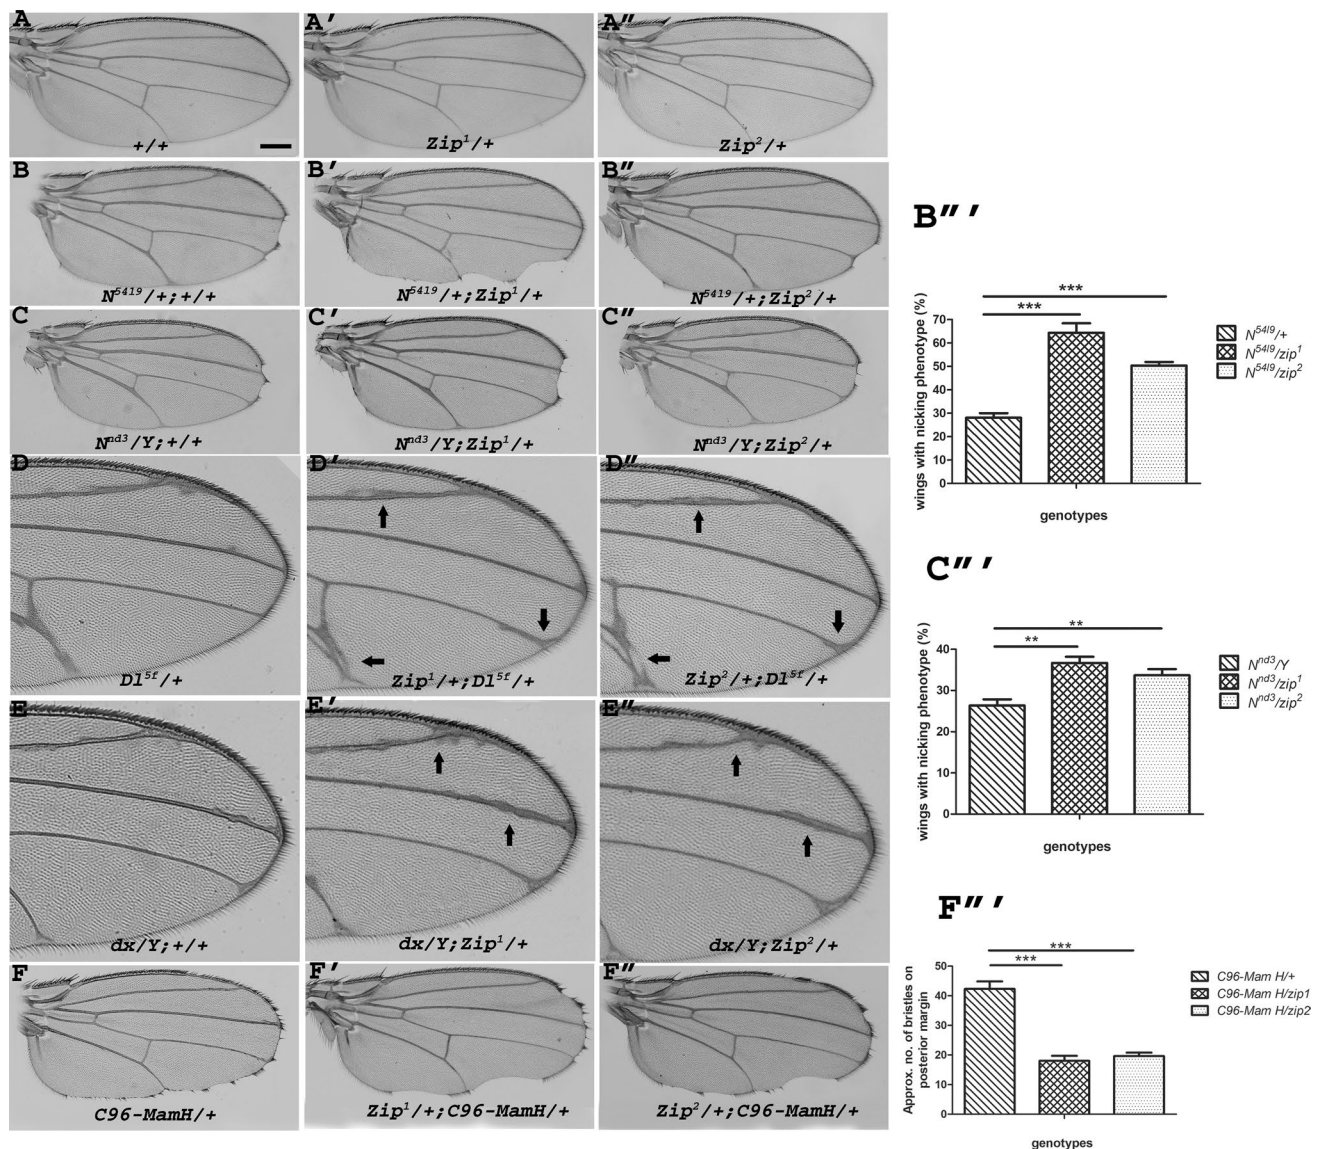 A A′ A″
+/+ Zip¹/+ Zip²/+
B B′ B″
N⁵⁴¹⁹/+;+/+ N⁵⁴¹⁹/+;Zip¹/+ N⁵⁴¹⁹/+;Zip²/+
C C′ C″
Nⁿᵈ³/Y;+/+ Nⁿᵈ³/Y;Zip¹/+ Nⁿᵈ³/Y;Zip²/+
D D′ D″
Dl⁵ᶠ/+ Zip¹/+;Dl⁵ᶠ/+ Zip²/+;Dl⁵ᶠ/+
E E′ E″
dx/Y;+/+ dx/Y;Zip¹/+ dx/Y;Zip²/+
F F′ F″
C96-MamH/+ Zip¹/+;C96-MamH/+ Zip²/+;C96-MamH/+
B″′
wings with nicking phenotype (%)
70
60
50
40
30
20
10
0
***
***
genotypes
N⁵⁴¹⁹/+
N⁵⁴¹⁹/zip¹
N⁵⁴¹⁹/zip²
C″′
wings with nicking phenotype (%)
40
30
20
10
0
**
**
genotypes
Nⁿᵈ³/Y
Nⁿᵈ³/zip¹
Nⁿᵈ³/zip²
F″′
Approx. no. of bristles on
posterior margin
50
40
30
20
10
0
***
***
genotypes
C96-Mam H/+
C96-Mam H/zip1
C96-Mam H/zip2